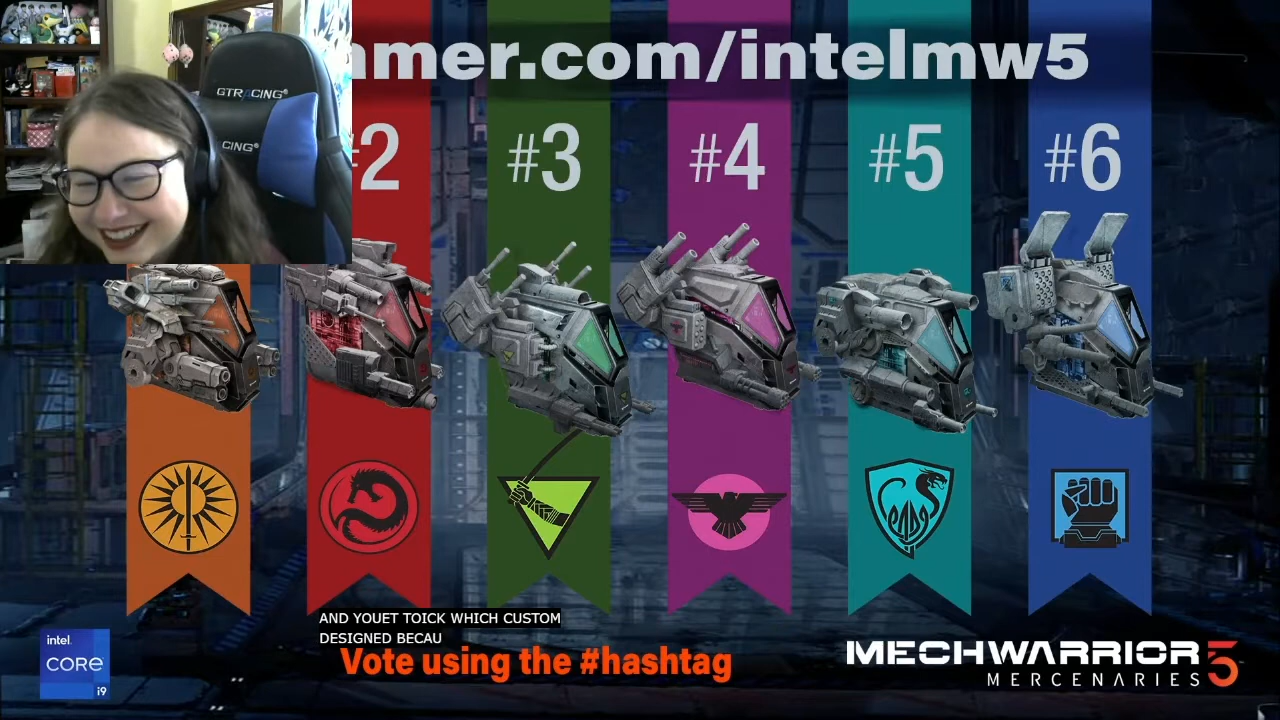 mer.com/intelmw5
GTRACING®
CING®
#2
#3
#4
#5
#6
AND YOUET TOICK WHICH CUSTOM
DESIGNED BECAU
Vote using the #hashtag
intel.
CORE
i9
MECHWARRIOR 5
MERCENARIES